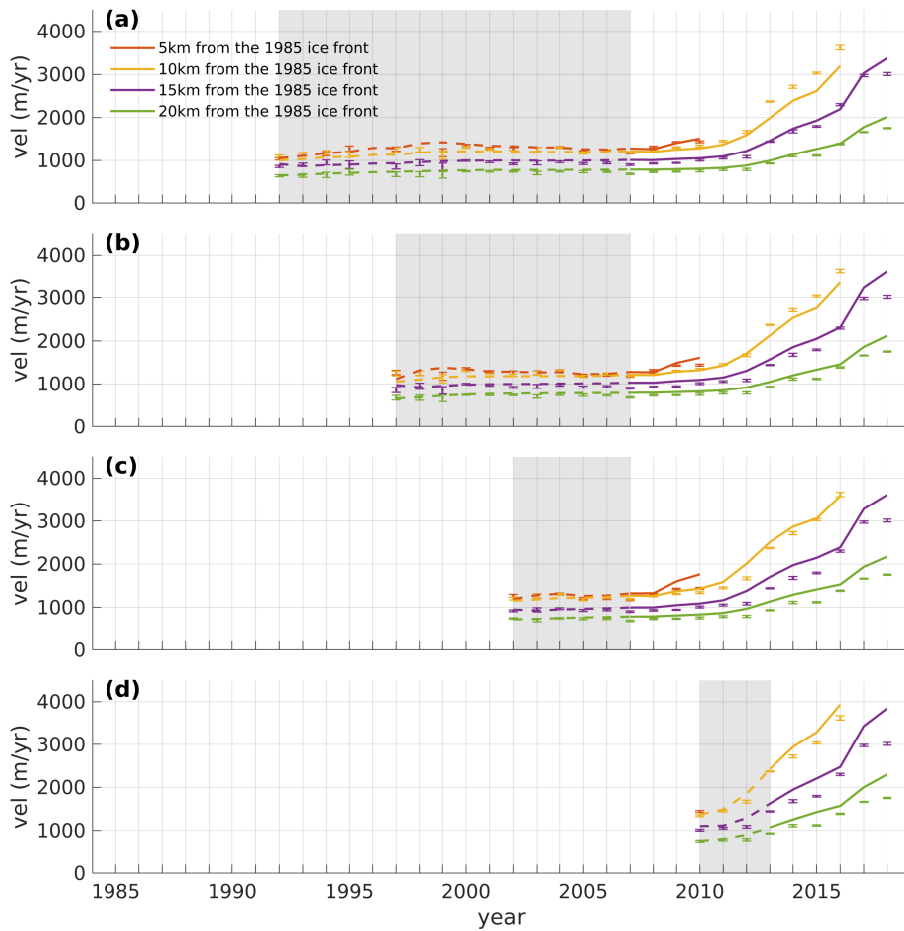 (a)
4000
3000
2000
1000
0
vel (m/yr)
5km from the 1985 ice front
10km from the 1985 ice front
15km from the 1985 ice front
20km from the 1985 ice front
(b)
4000
3000
2000
1000
0
vel (m/yr)
(c)
4000
3000
2000
1000
0
vel (m/yr)
(d)
4000
3000
2000
1000
0
vel (m/yr)
1985 1990 1995 2000 2005 2010 2015
year